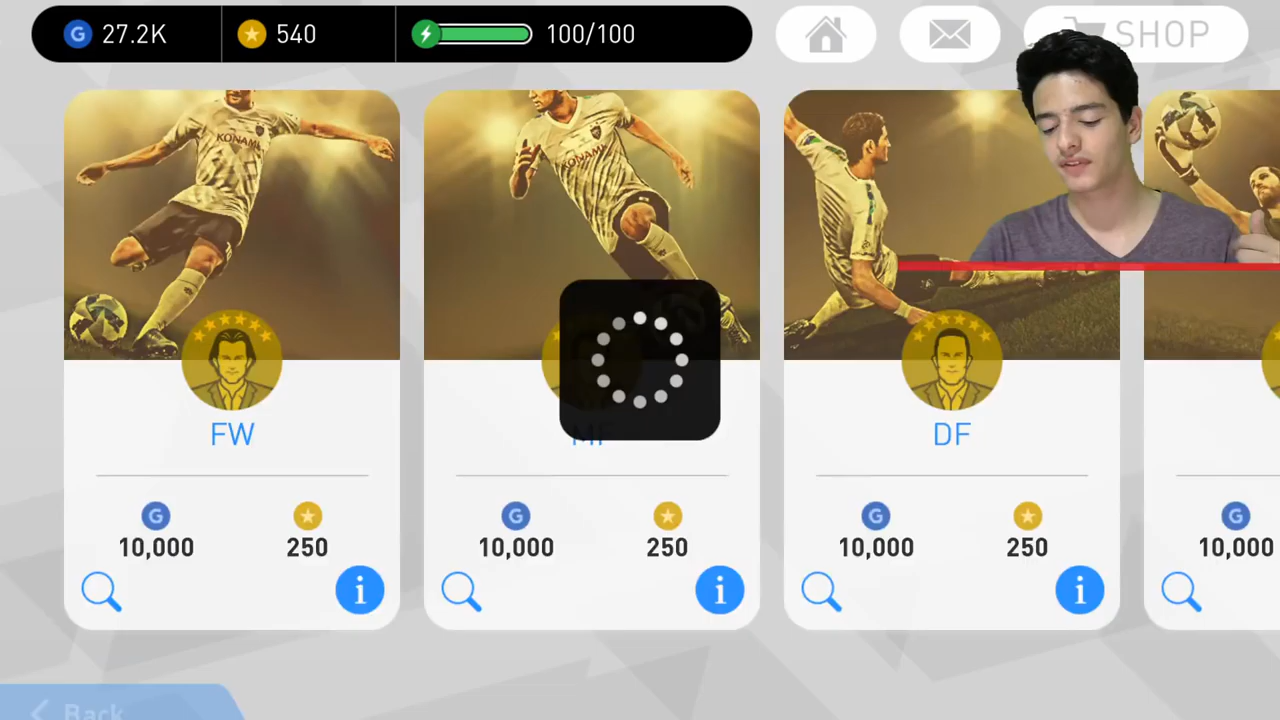 G 27.2K 540 100/100 SHOP
KONAMI KONAMI
FW MF DF
G G G G
10,000 250 10,000 250 10,000 250 10,000
i i i
Back